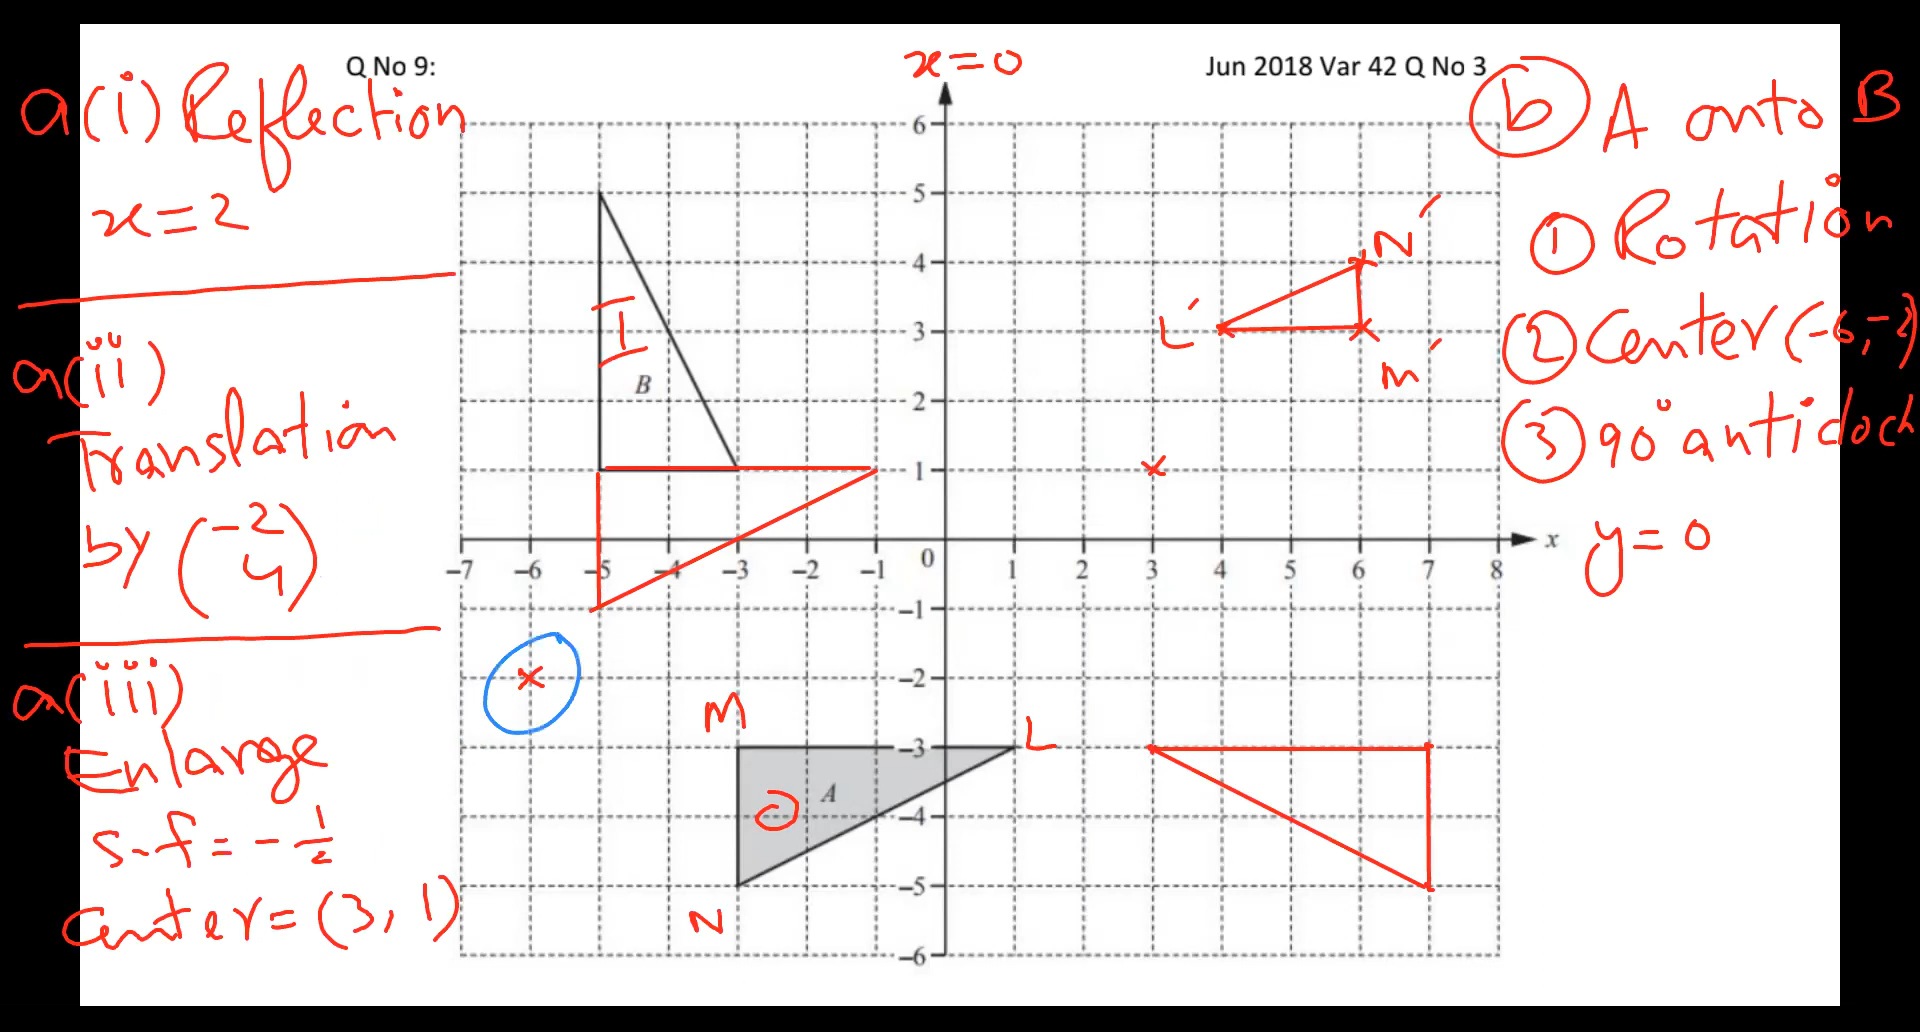 Q No 9:
Jun 2018 Var 42 Q No 3
x=0
a(i) Reflection
x=2
a(ii)
Translation
by (-2
4)
a(iii)
Enlarge
s.f = -1/2
center = (3, 1)
b A onto B
1 Rotation
2 Center (-6,-2)
3 90° anticlock
y=0
6
5
4
3
2
1
0
-1
-2
-3
-4
-5
-6
-7 -6 -5 -4 -3 -2 -1 1 2 3 4 5 6 7 8 x
I
B
N'
L'
M'
M
L
A
O
N